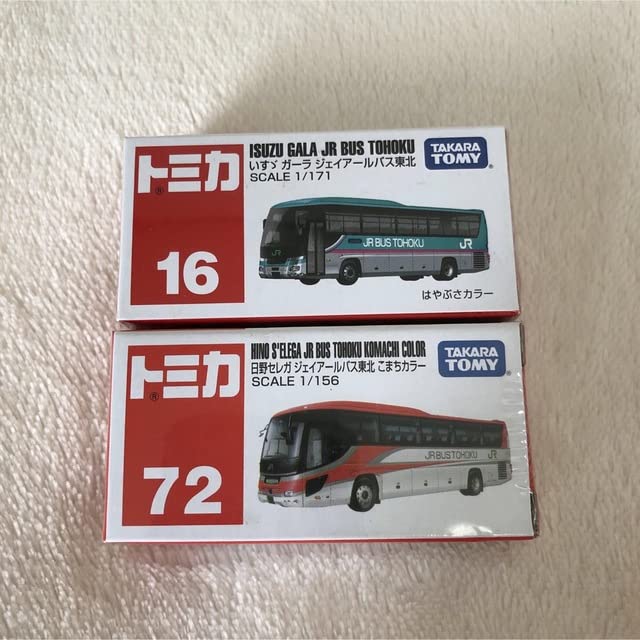 トミカ
®
16
ISUZU GALA JR BUS TOHOKU
いすゞ ガーラ ジェイアールバス東北
SCALE 1/171
TAKARA
TOMY
JR
JR BUS TOHOKU
JR
はやぶさカラー
トミカ
®
72
HINO S'ELEGA JR BUS TOHOKU KOMACHI COLOR
日野セレガ ジェイアールバス東北 こまちカラー
SCALE 1/156
TAKARA
TOMY
JR BUS TOHOKU
JR